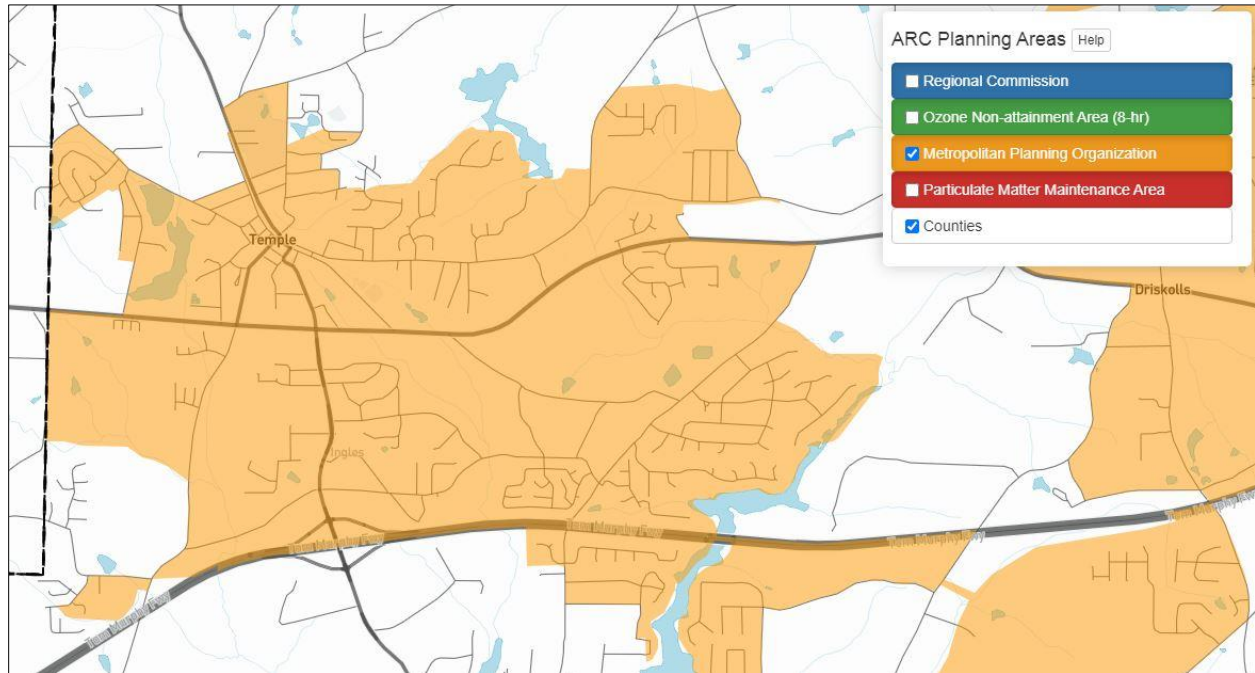 ARC Planning Areas Help
Regional Commission
Ozone Non-attainment Area (8-hr)
Metropolitan Planning Organization
Particulate Matter Maintenance Area
Counties
Temple
Driskolls
Ingles
Tom Murphy Fwy
Tom Murphy Fwy
Tom Murphy Fwy
Tom Murphy Fwy
Tom Murphy Fwy